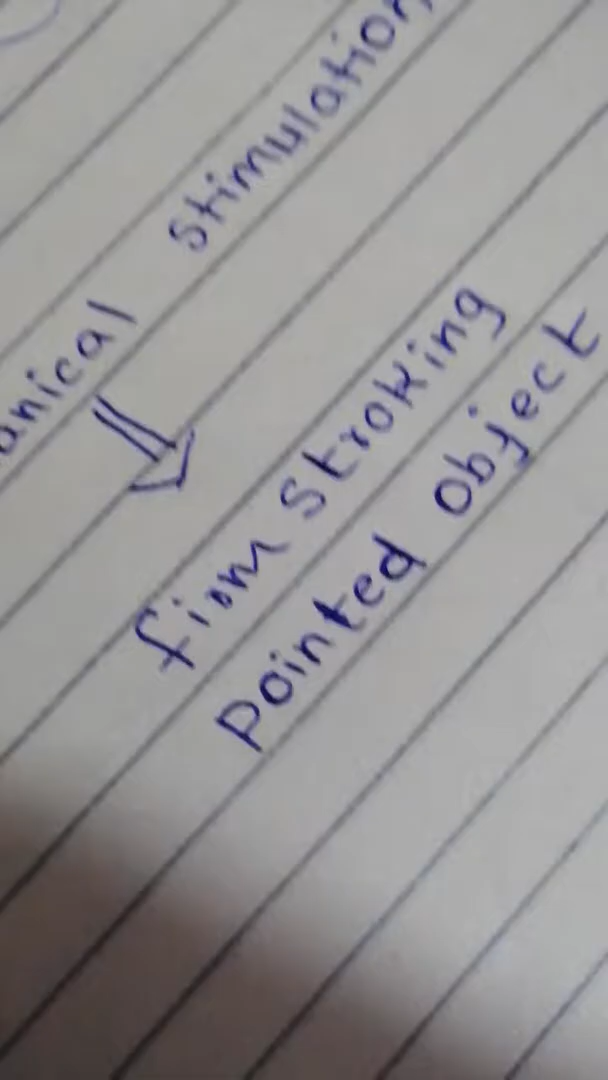 anical stimulation,
firm stroking
pointed object